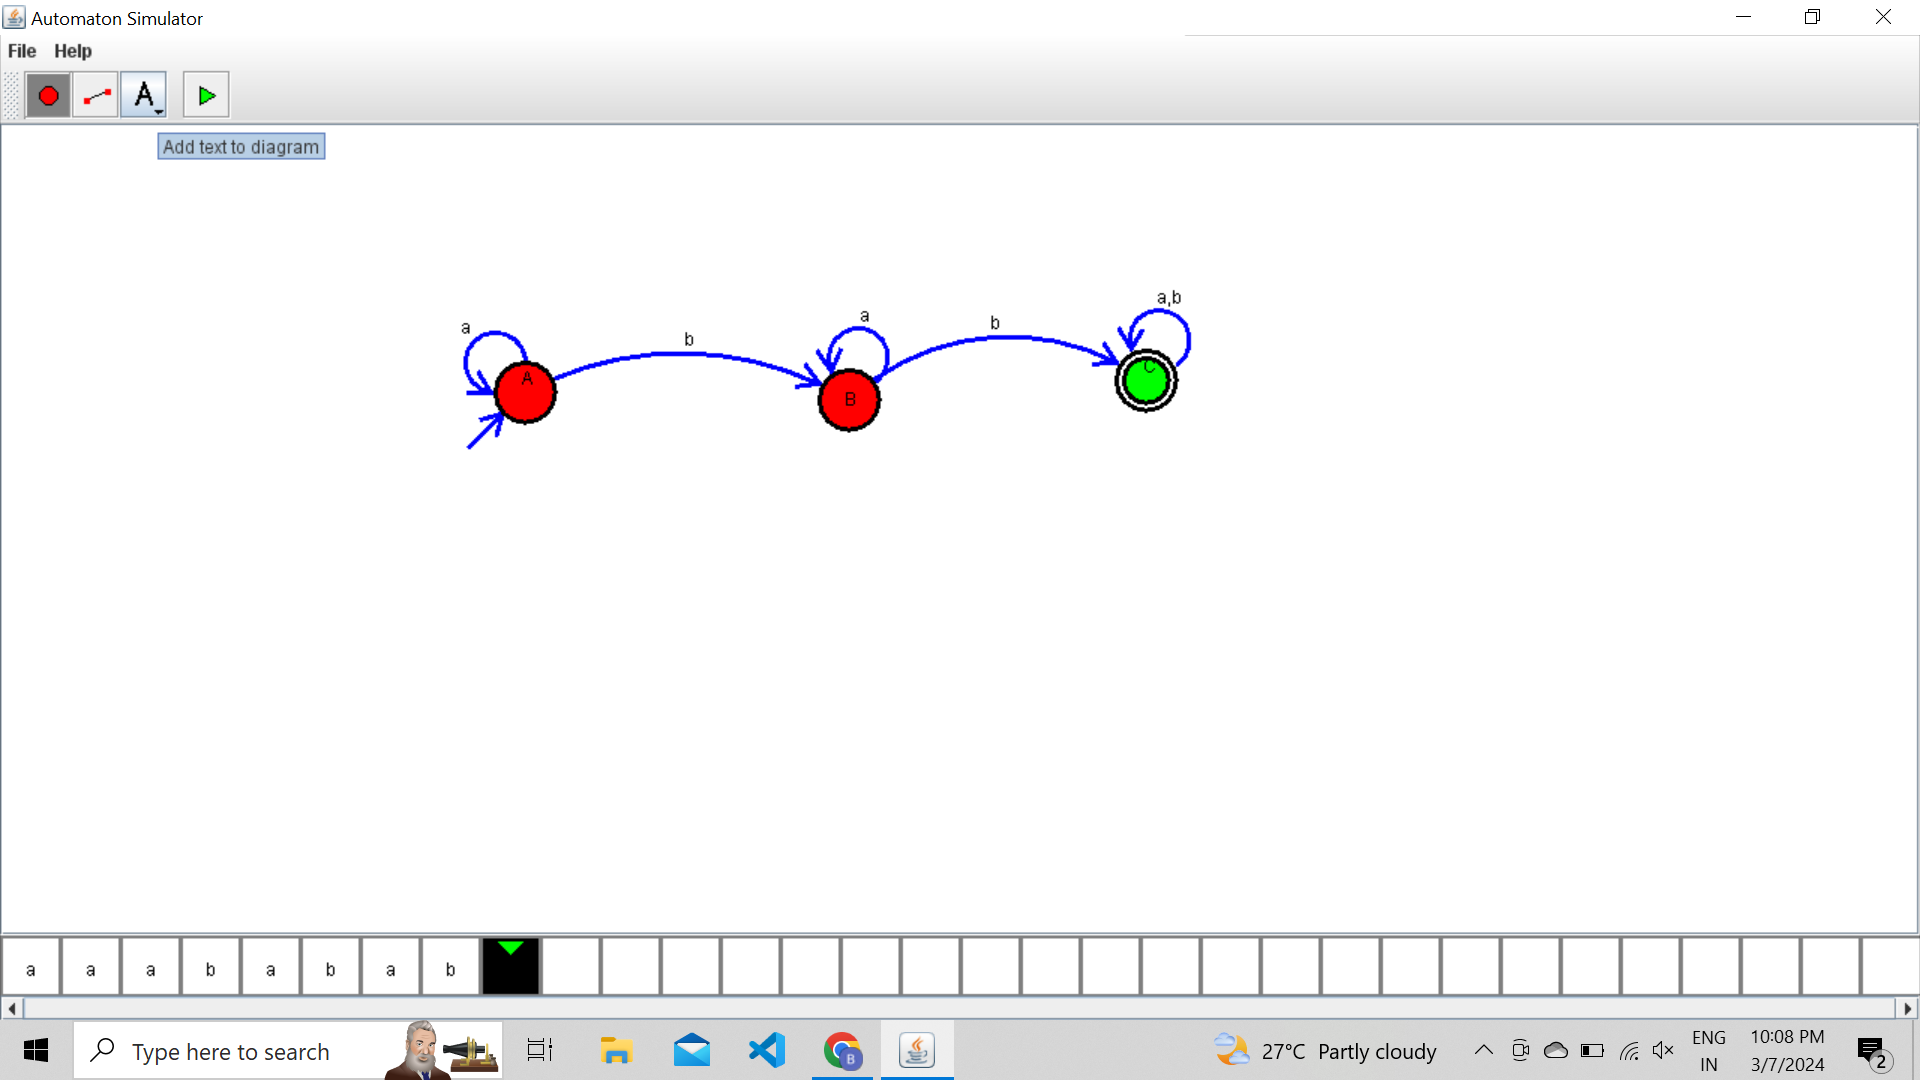 Automaton Simulator
File Help
A
Add text to diagram
a b a b a,b
A B C
a a a b a b a b
Type here to search
B
27°C Partly cloudy
ENG
IN
10:08 PM
3/7/2024
2